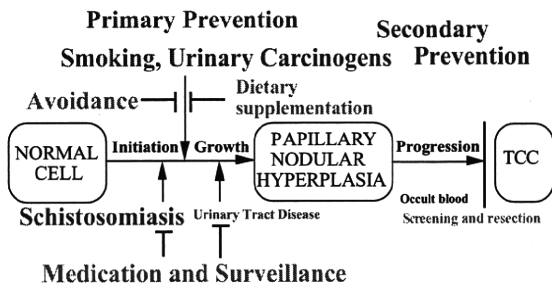 Primary Prevention
Secondary
Prevention
Smoking, Urinary Carcinogens
Avoidance
Dietary
supplementation
NORMAL
CELL
Initiation
Growth
PAPILLARY
NODULAR
HYPERPLASIA
Progression
TCC
Occult blood
Screening and resection
Schistosomiasis
Urinary Tract Disease
Medication and Surveillance